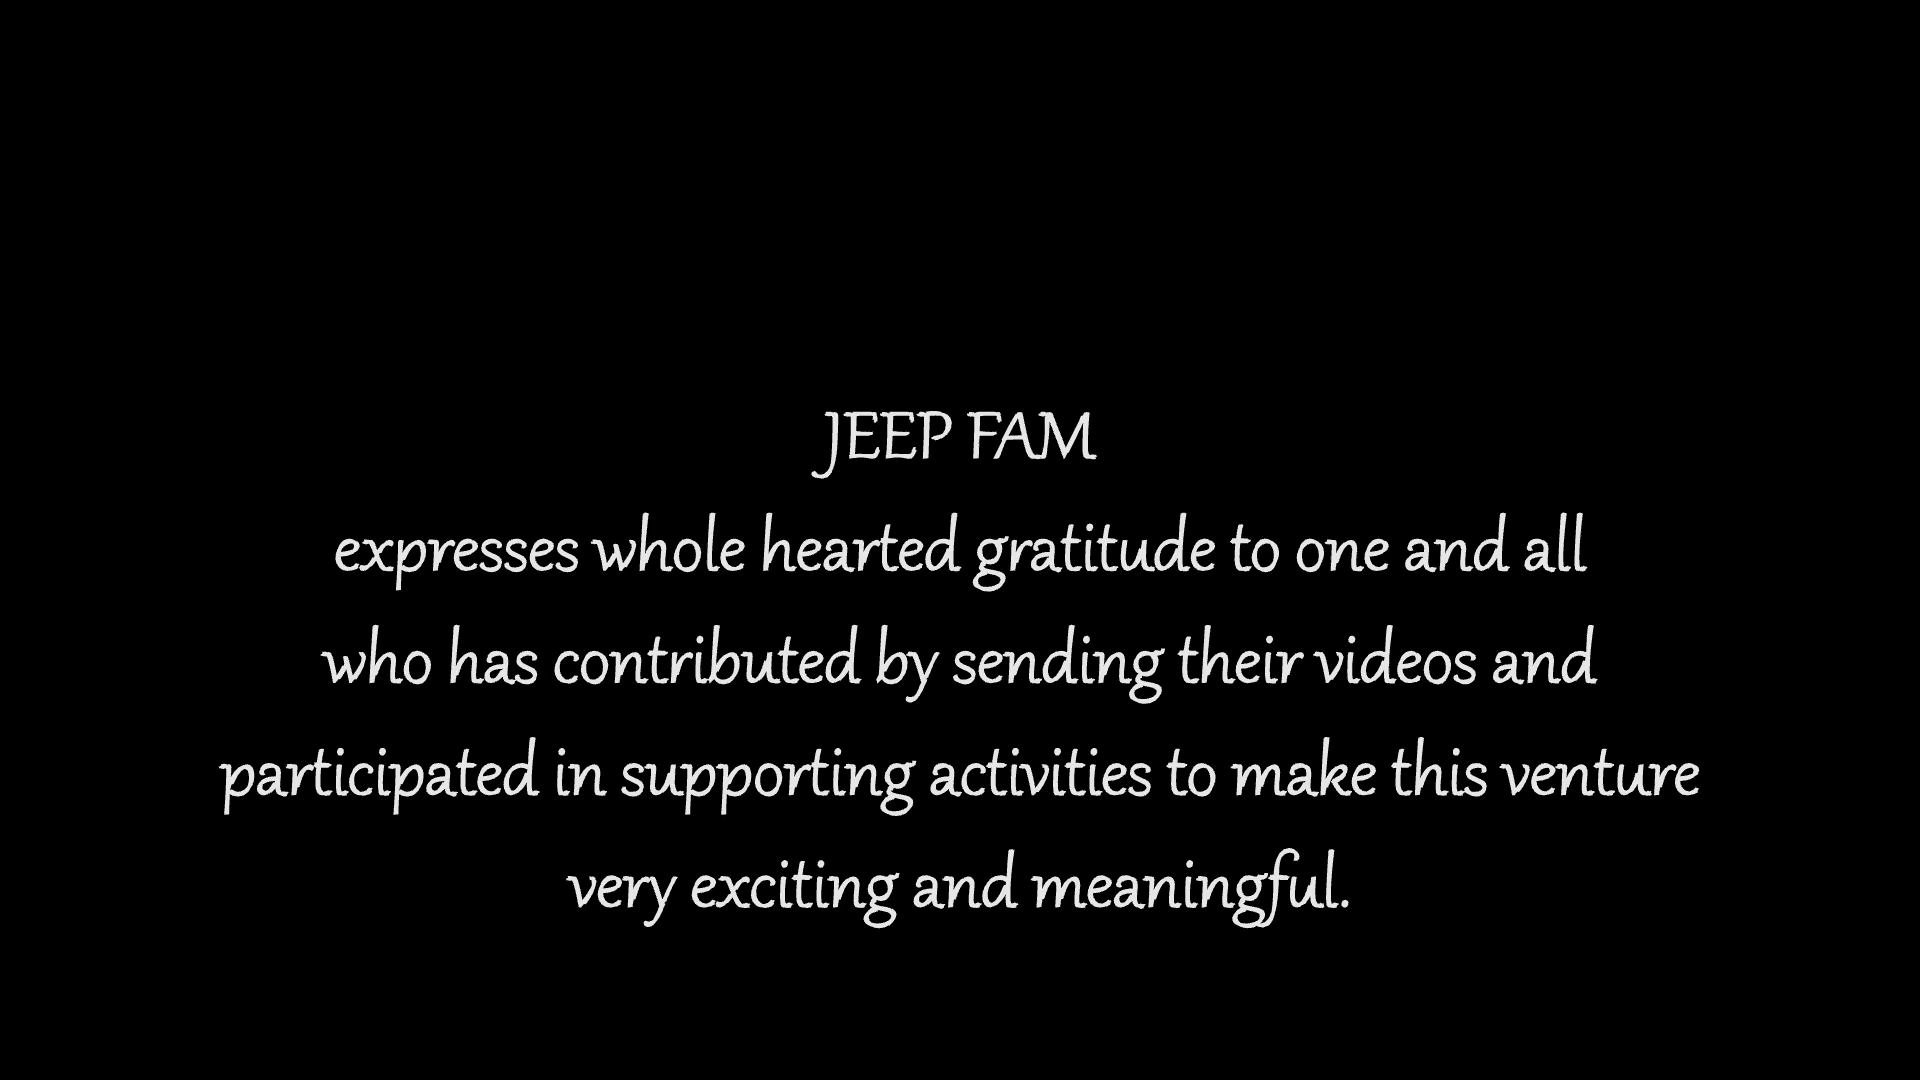 JEEP FAM
expresses whole hearted gratitude to one and all
who has contributed by sending their videos and
participated in supporting activities to make this venture
very exciting and meaningful.